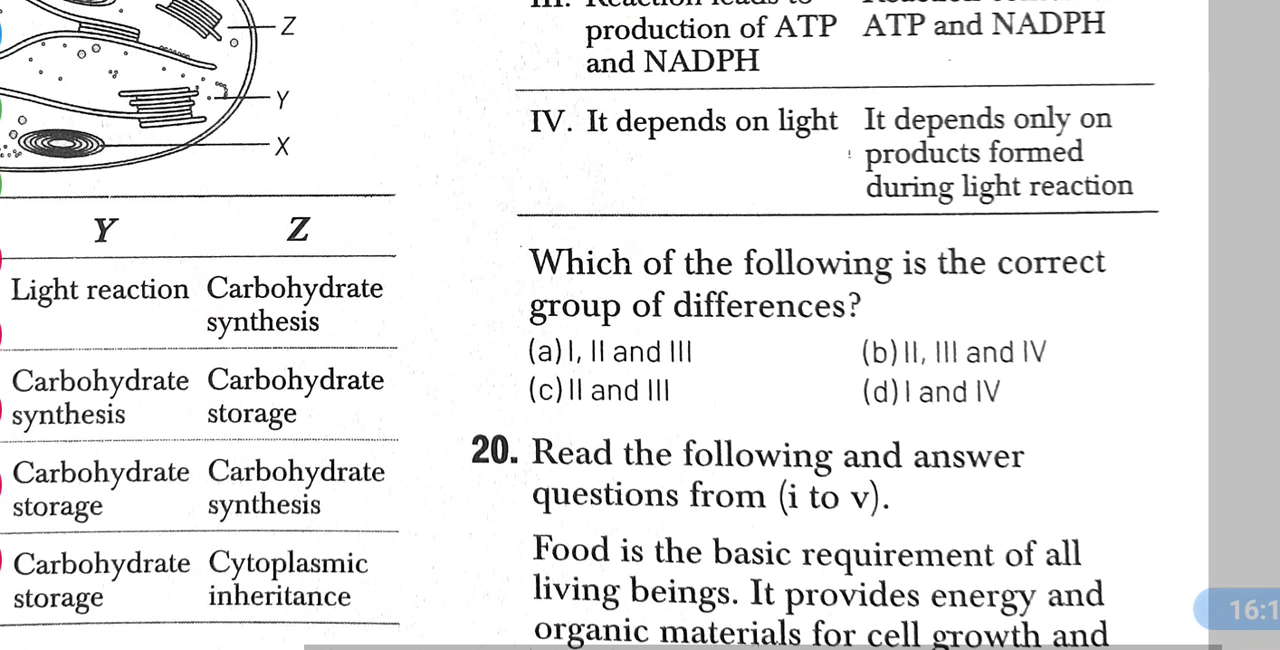 Z
Y
X
Y Z
Light reaction Carbohydrate
synthesis
Carbohydrate Carbohydrate
synthesis storage
Carbohydrate Carbohydrate
storage synthesis
Carbohydrate Cytoplasmic
storage inheritance
production of ATP ATP and NADPH
and NADPH
IV. It depends on light It depends only on
products formed
during light reaction
Which of the following is the correct
group of differences?
(a) I, II and III (b) II, III and IV
(c) II and III (d) I and IV
20. Read the following and answer
questions from (i to v).
Food is the basic requirement of all
living beings. It provides energy and
organic materials for cell growth and
16:1